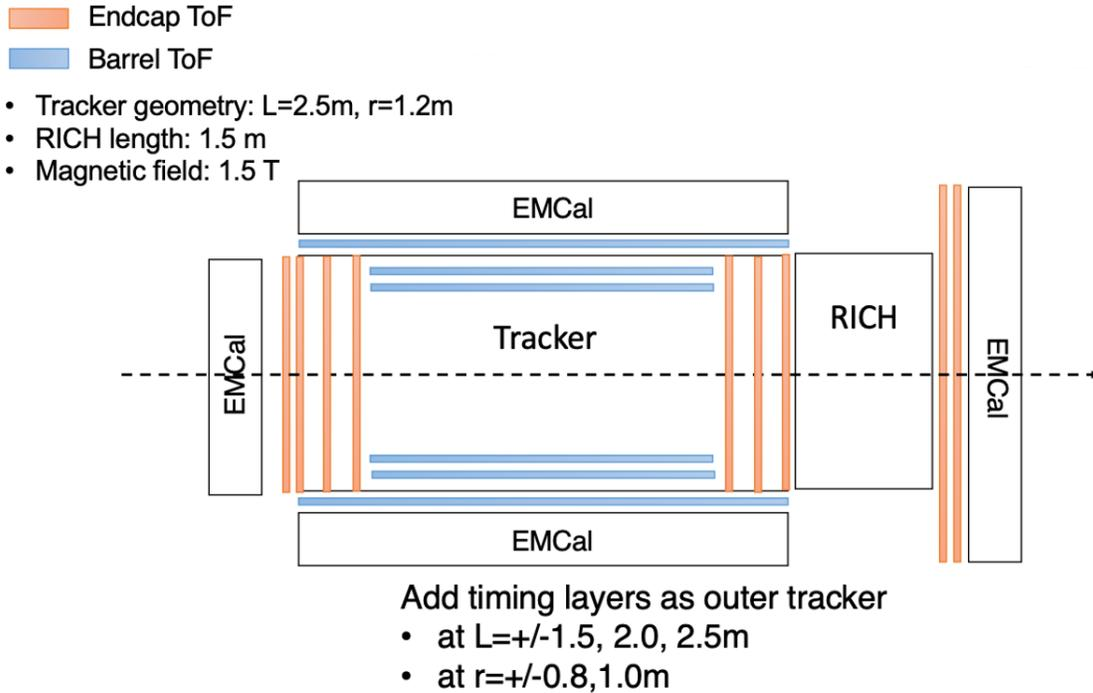 Endcap ToF
Barrel ToF
• Tracker geometry: L=2.5m, r=1.2m
• RICH length: 1.5 m
• Magnetic field: 1.5 T
EMCal
EMCal
Tracker
RICH
EMCal
EMCal
Add timing layers as outer tracker
• at L=+/-1.5, 2.0, 2.5m
• at r=+/-0.8,1.0m